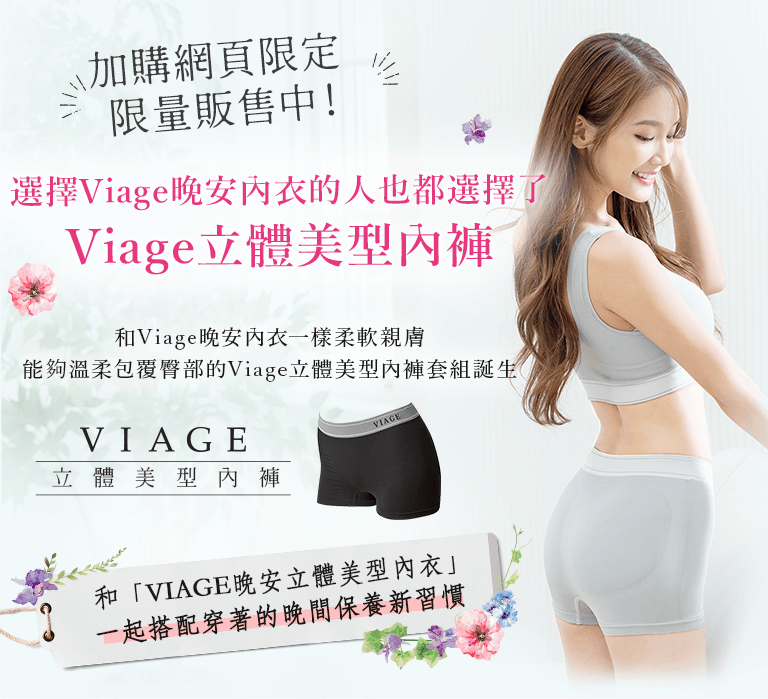 加購網頁限定
限量販售中!
選擇Viage晚安內衣的人也都選擇了
Viage立體美型內褲
和Viage晚安內衣一樣柔軟親膚
能夠溫柔包覆臀部的Viage立體美型內褲套組誕生
VIAGE
立體美型內褲
VIAGE
和「VIAGE晚安立體美型內衣」
一起搭配穿著的晚間保養新習慣